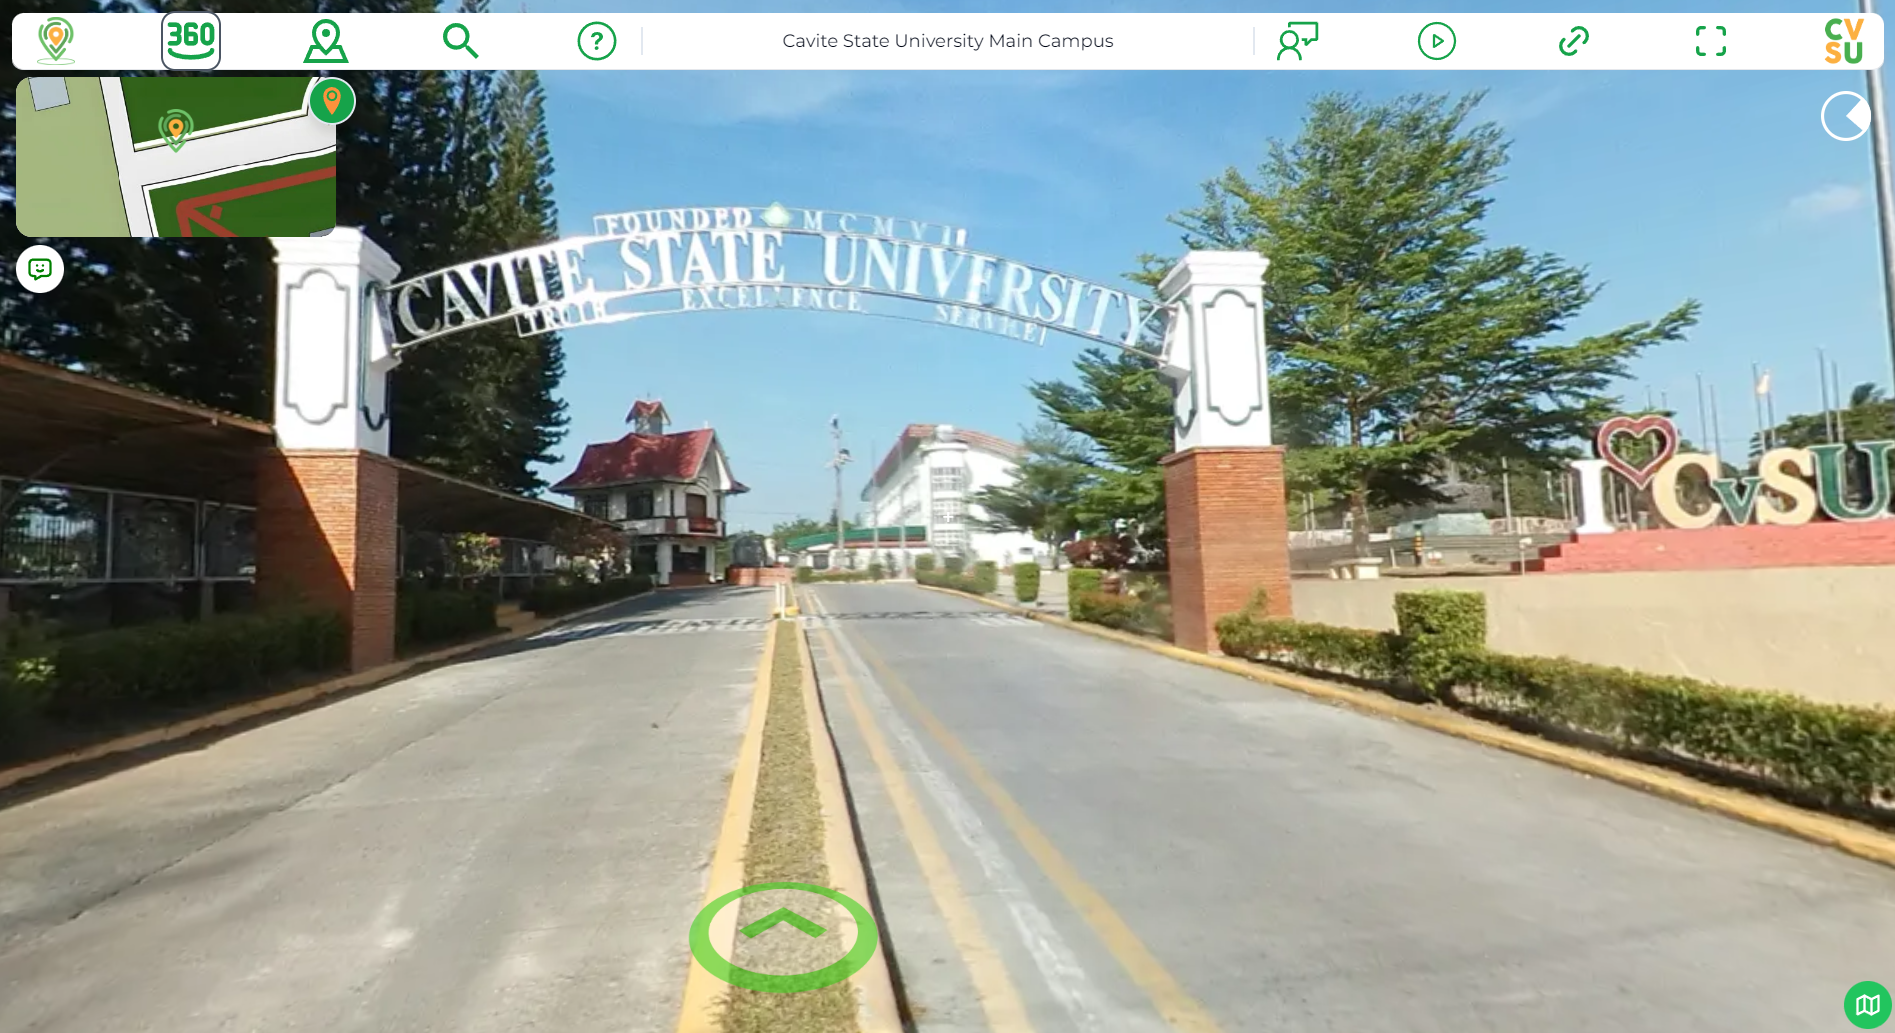 360
?
Cavite State University Main Campus
CV
SU
FOUNDED MCMVI
CAVITE STATE UNIVERSITY
TRUTH EXCELLENCE SERVICE
I CvSU